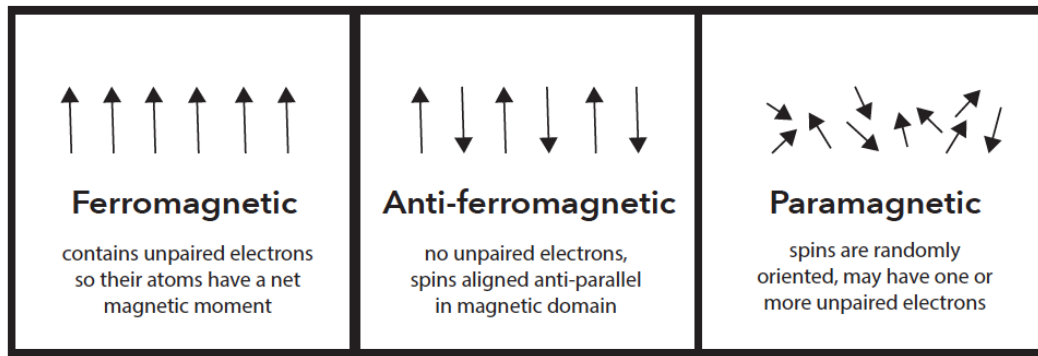 Ferromagnetic
contains unpaired electrons
so their atoms have a net
magnetic moment
Anti-ferromagnetic
no unpaired electrons,
spins aligned anti-parallel
in magnetic domain
Paramagnetic
spins are randomly
oriented, may have one or
more unpaired electrons